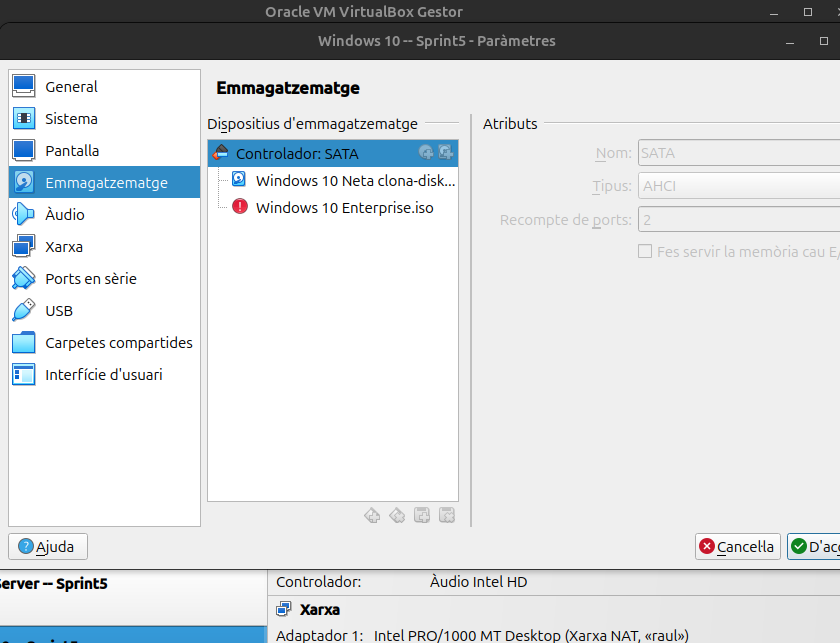 Oracle VM VirtualBox Gestor
Windows 10 -- Sprint5 - Paràmetres
General
Sistema
Pantalla
Emmagatzematge
Àudio
Xarxa
Ports en sèrie
USB
Carpetes compartides
Interfície d'usuari
Emmagatzematge
Dispositius d'emmagatzematge
Controlador: SATA
Windows 10 Neta clona-disk...
Windows 10 Enterprise.iso
Atributs
Nom: SATA
Tipus: AHCI
Recompte de ports: 2
Fes servir la memòria cau E/
Ajuda
Cancel·la
D'ac
erver -- Sprint5
Controlador: Àudio Intel HD
Xarxa
Adaptador 1: Intel PRO/1000 MT Desktop (Xarxa NAT, «raul»)